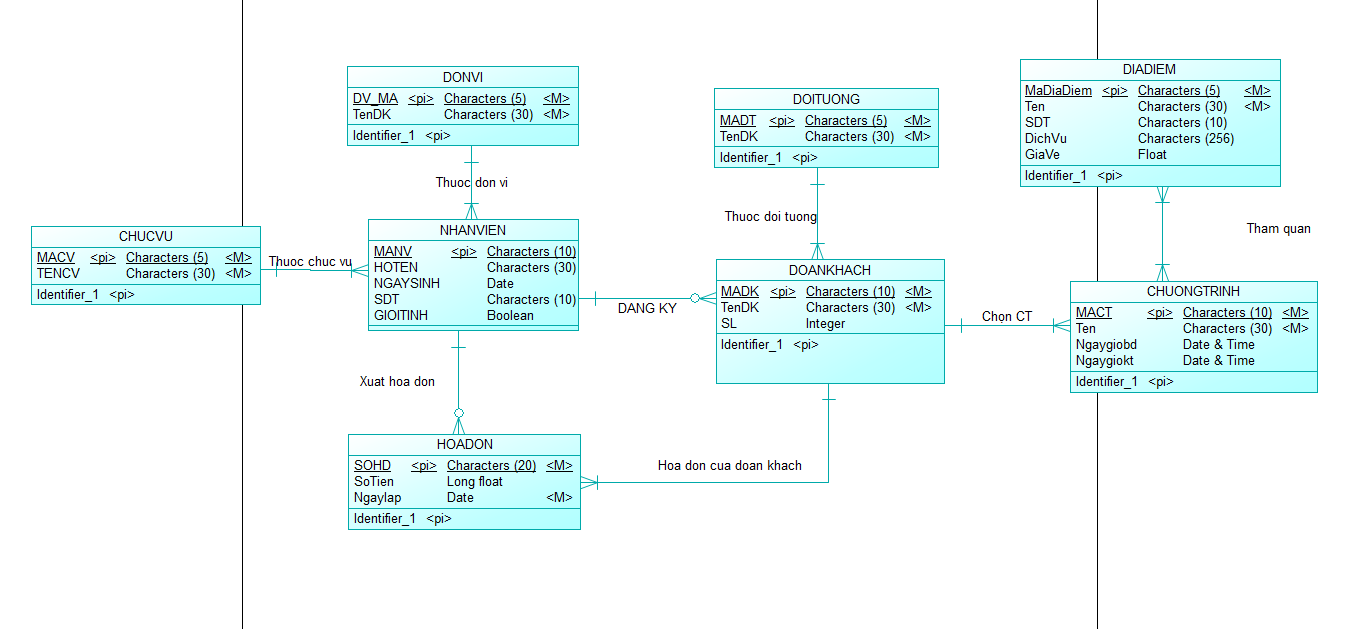 DONVI
DV_MA <pi> Characters (5) <M>
TenDK Characters (30) <M>
Identifier_1 <pi>
Thuoc don vi
DOITUONG
MADT <pi> Characters (5) <M>
TenDK Characters (30) <M>
Identifier_1 <pi>
Thuoc doi tuong
DIADIEM
MaDiaDiem <pi> Characters (5) <M>
Ten Characters (30) <M>
SDT Characters (10)
DichVu Characters (256)
GiaVe Float
Identifier_1 <pi>
Tham quan
CHUCVU
MACV <pi> Characters (5) <M>
TENCV Characters (30) <M>
Identifier_1 <pi>
Thuoc chuc vu
NHANVIEN
MANV <pi> Characters (10)
HOTEN Characters (30)
NGAYSINH Date
SDT Characters (10)
GIOITINH Boolean
DANG KY
DOANKHACH
MADK <pi> Characters (10) <M>
TenDK Characters (30) <M>
SL Integer
Identifier_1 <pi>
Chọn CT
CHUONGTRINH
MACT <pi> Characters (10) <M>
Ten Characters (30) <M>
Ngaygiobd Date & Time
Ngaygiokt Date & Time
Identifier_1 <pi>
Xuat hoa don
HOADON
SOHD <pi> Characters (20) <M>
SoTien Long float
Ngaylap Date <M>
Identifier_1 <pi>
Hoa don cua doan khach